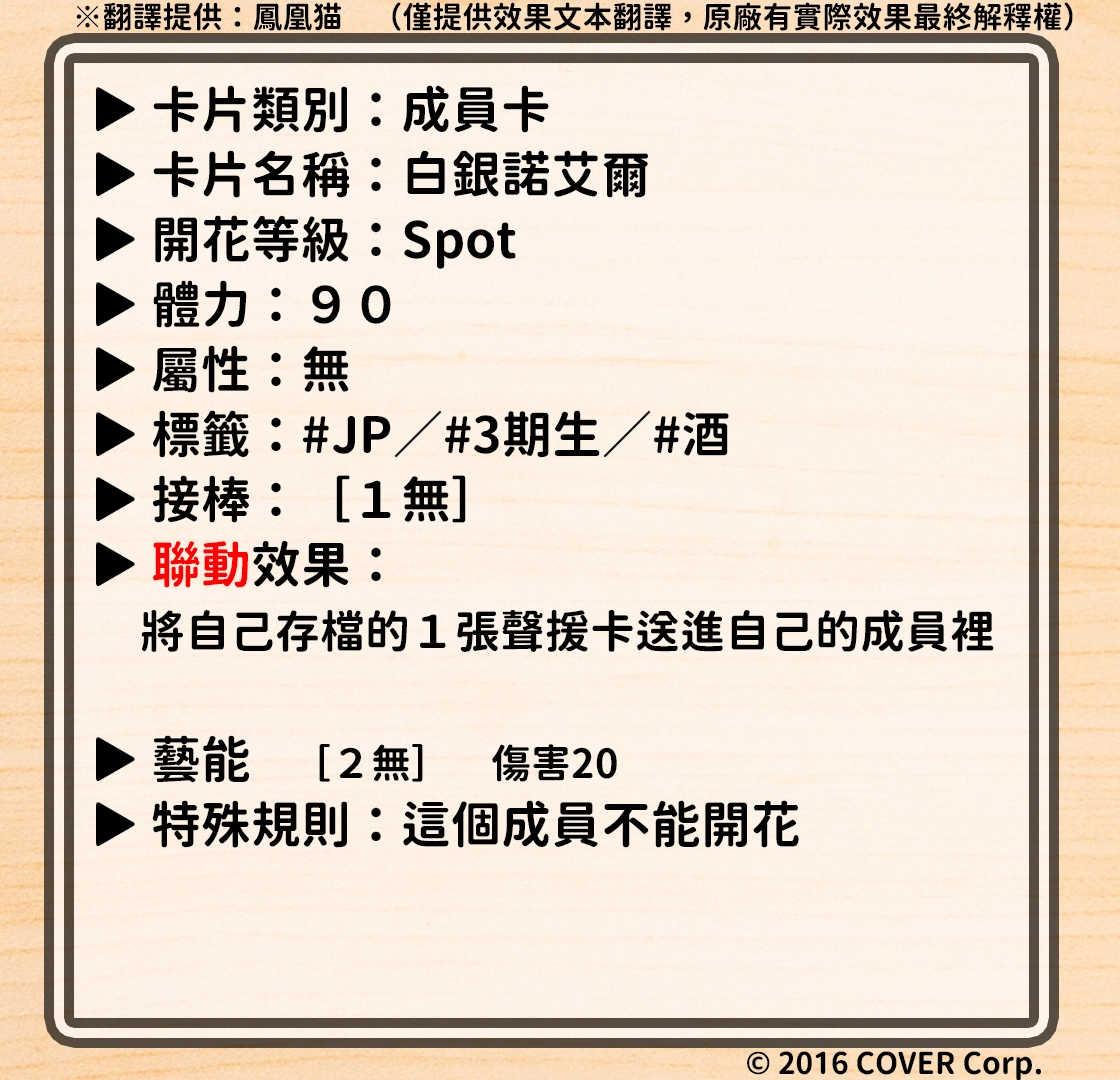 ※翻譯提供：鳳凰猫　（僅提供效果文本翻譯，原廠有實際效果最終解釋權）
▶ 卡片類別：成員卡
▶ 卡片名稱：白銀諾艾爾
▶ 開花等級：Spot
▶ 體力：９０
▶ 屬性：無
▶ 標籤：#JP／#3期生／#酒
▶ 接棒：［１無］
▶ 聯動效果：
將自己存檔的１張聲援卡送進自己的成員裡
▶ 藝能　［２無］　傷害20
▶ 特殊規則：這個成員不能開花
© 2016 COVER Corp.